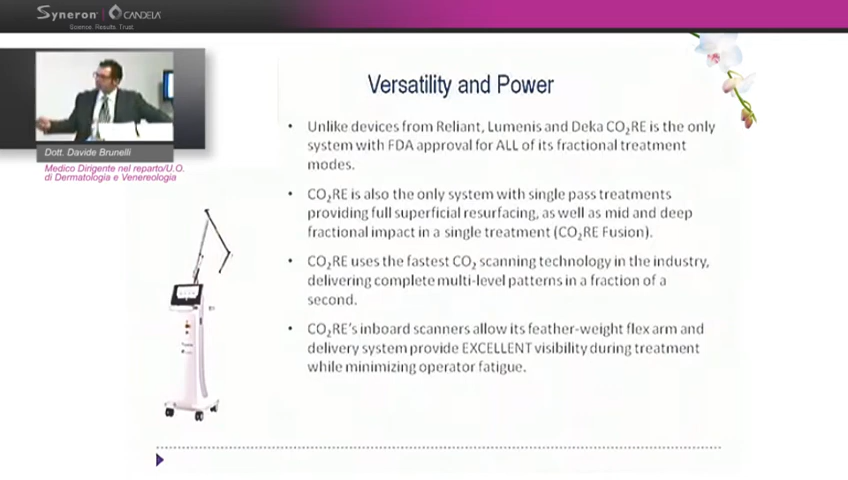 Syneron CANDELA
Science. Results. Trust.
Dott. Davide Brunelli
Medico Dirigente nel reparto/U.O.
di Dermatologia e Venereologia
Versatility and Power
• Unlike devices from Reliant, Lumenis and Deka CO₂RE is the only
system with FDA approval for ALL of its fractional treatment
modes.
• CO₂RE is also the only system with single pass treatments
providing full superficial resurfacing, as well as mid and deep
fractional impact in a single treatment (CO₂RE Fusion).
• CO₂RE uses the fastest CO₂ scanning technology in the industry,
delivering complete multi-level patterns in a fraction of a
second.
• CO₂RE's inboard scanners allow its feather-weight flex arm and
delivery system provide EXCELLENT visibility during treatment
while minimizing operator fatigue.